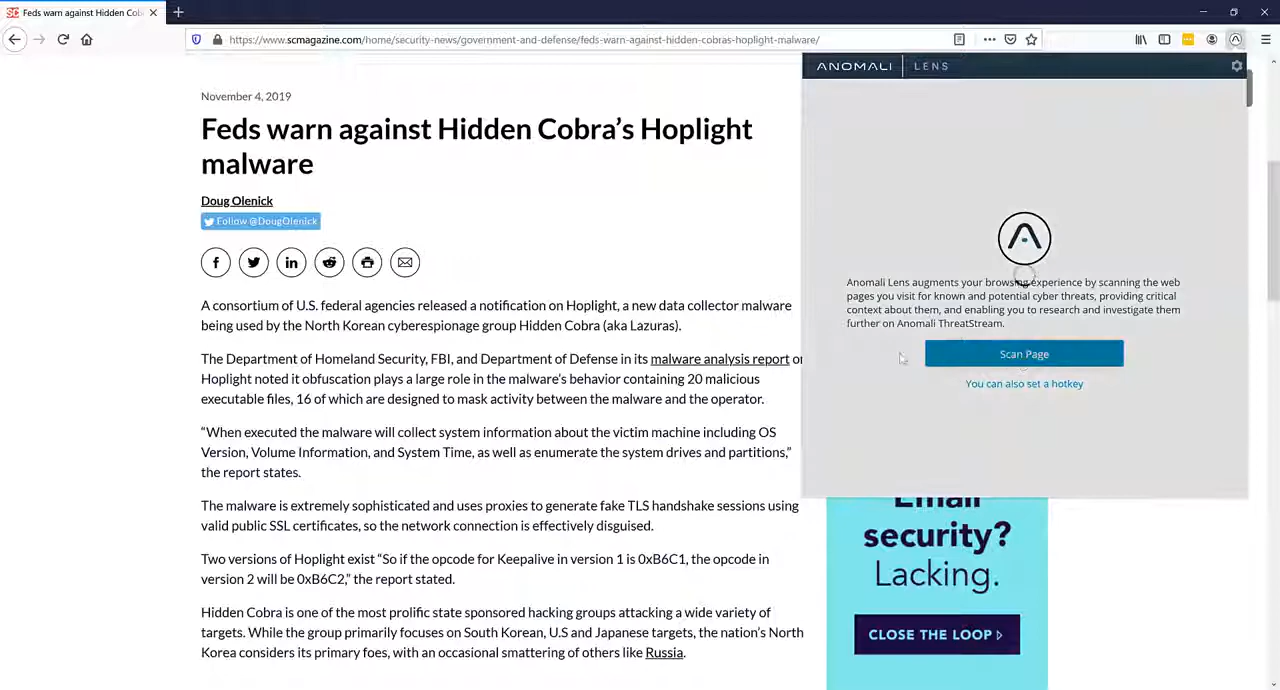 Feds warn against Hidden Cob
https://www.scmagazine.com/home/security-news/government-and-defense/feds-warn-against-hidden-cobras-hoplight-malware/
ANOMALI LENS
November 4, 2019
Feds warn against Hidden Cobra’s Hoplight
malware
Doug Olenick
Follow @DougOlenick
A consortium of U.S. federal agencies released a notification on Hoplight, a new data collector malware
being used by the North Korean cyberespionage group Hidden Cobra (aka Lazuras).
The Department of Homeland Security, FBI, and Department of Defense in its malware analysis report on
Hoplight noted it obfuscation plays a large role in the malware’s behavior containing 20 malicious
executable files, 16 of which are designed to mask activity between the malware and the operator.
“When executed the malware will collect system information about the victim machine including OS
Version, Volume Information, and System Time, as well as enumerate the system drives and partitions,”
the report states.
The malware is extremely sophisticated and uses proxies to generate fake TLS handshake sessions using
valid public SSL certificates, so the network connection is effectively disguised.
Two versions of Hoplight exist “So if the opcode for Keepalive in version 1 is 0xB6C1, the opcode in
version 2 will be 0xB6C2,” the report stated.
Hidden Cobra is one of the most prolific state sponsored hacking groups attacking a wide variety of
targets. While the group primarily focuses on South Korean, U.S and Japanese targets, the nation’s North
Korea considers its primary foes, with an occasional smattering of others like Russia.
Anomali Lens augments your browsing experience by scanning the web
pages you visit for known and potential cyber threats, providing critical
context about them, and enabling you to research and investigate them
further on Anomali ThreatStream.
Scan Page
You can also set a hotkey
Email
security?
Lacking.
CLOSE THE LOOP